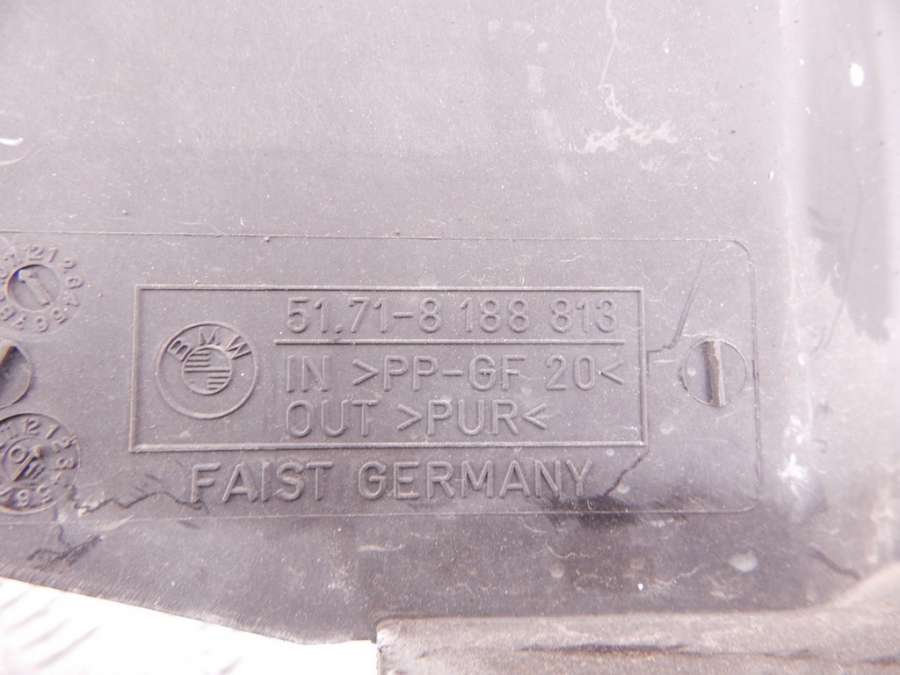 51.71-8 188 813
BMW
IN >PP-GF 20<
OUT >PUR<
FAIST GERMANY